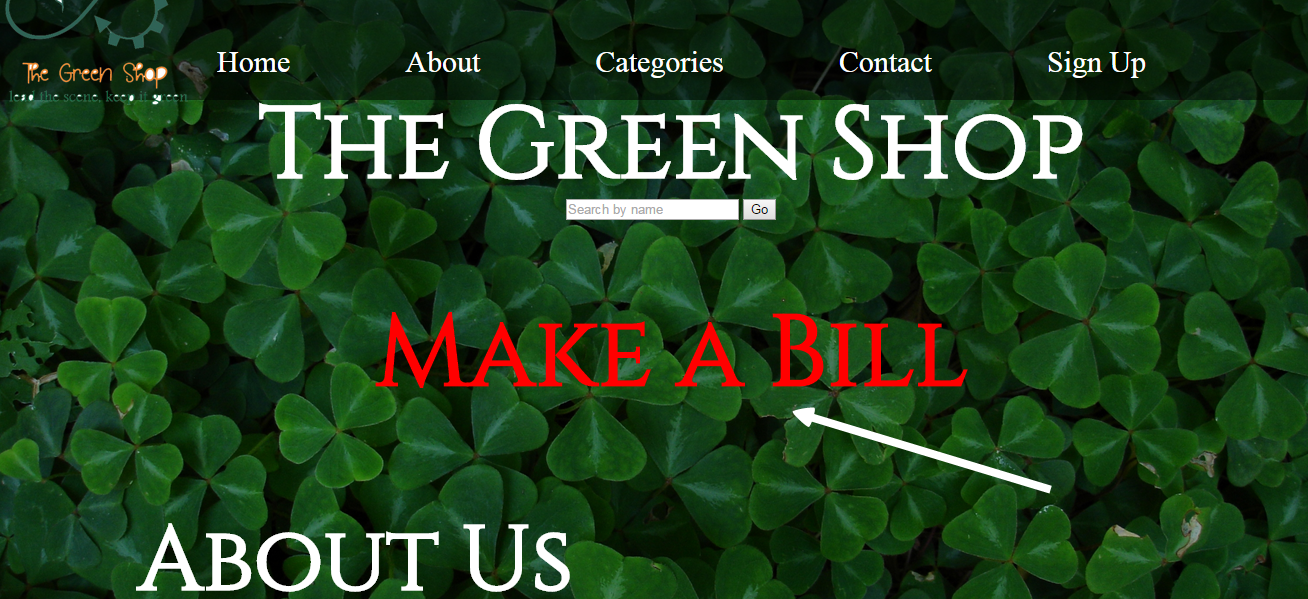 Home About Categories Contact Sign Up
The Green Shop
lead the scene, keep it green
The Green Shop
Search by name Go
Make a Bill
About Us